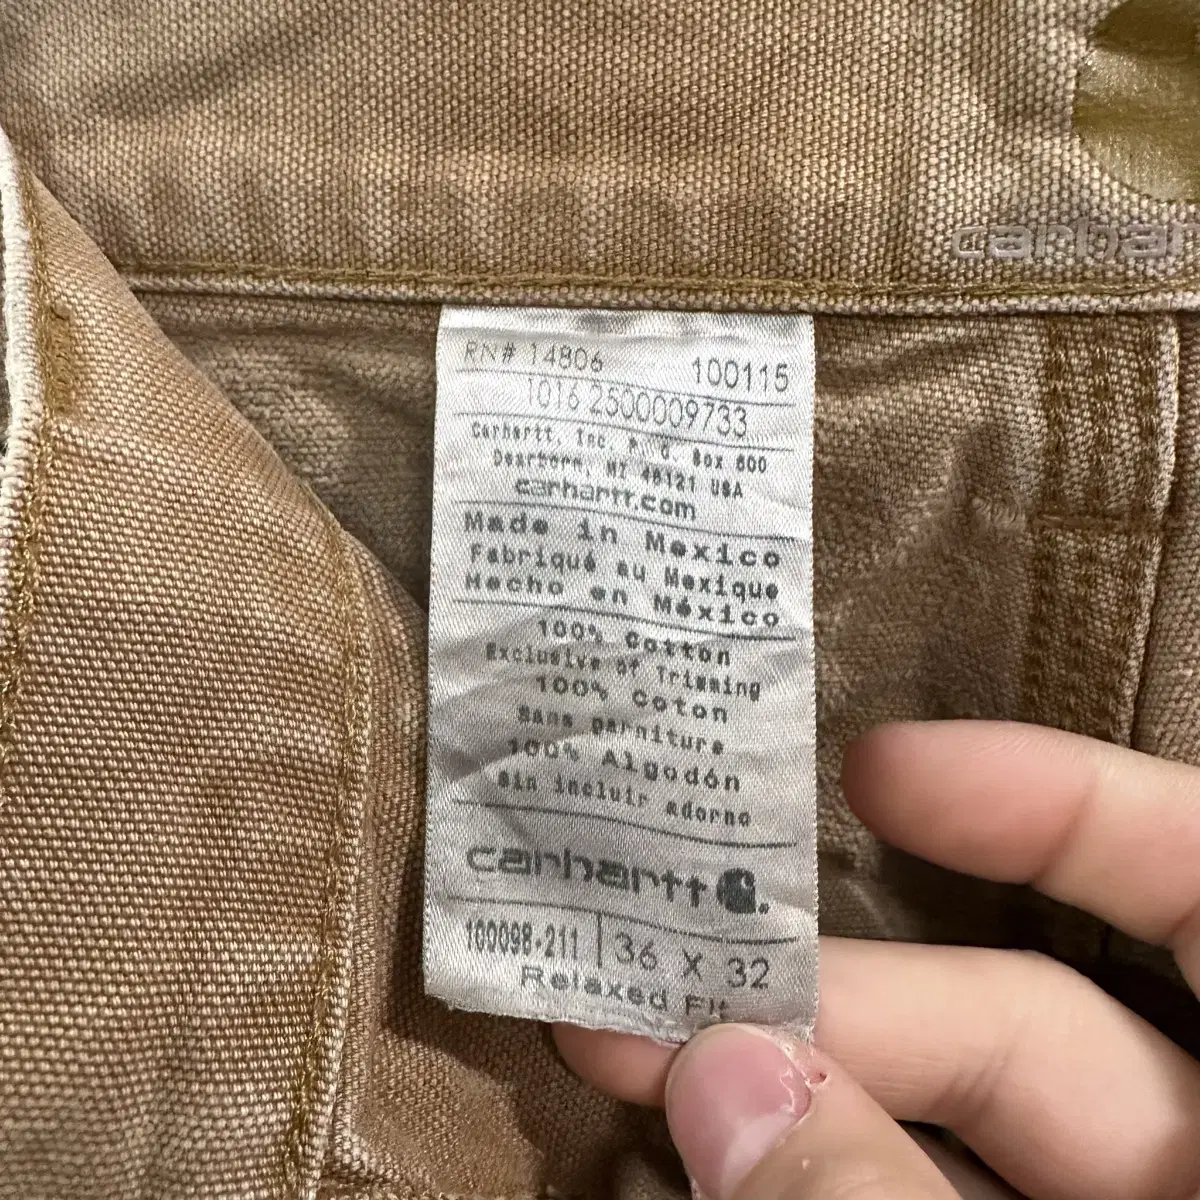 carhar
RN# 14806 100115
1016 2500009733
Carhartt, Inc. P.O. Box 600
Dearborn, MI 48121 USA
carhartt.com
Made in Mexico
Fabriqué au Mexique
Hecho en México
100% Cotton
Exclusive of Trimming
100% Coton
Sans garniture
100% Algodón
Sin incluir adorno
carhartt
100098-211 | 36 X 32
Relaxed Fit